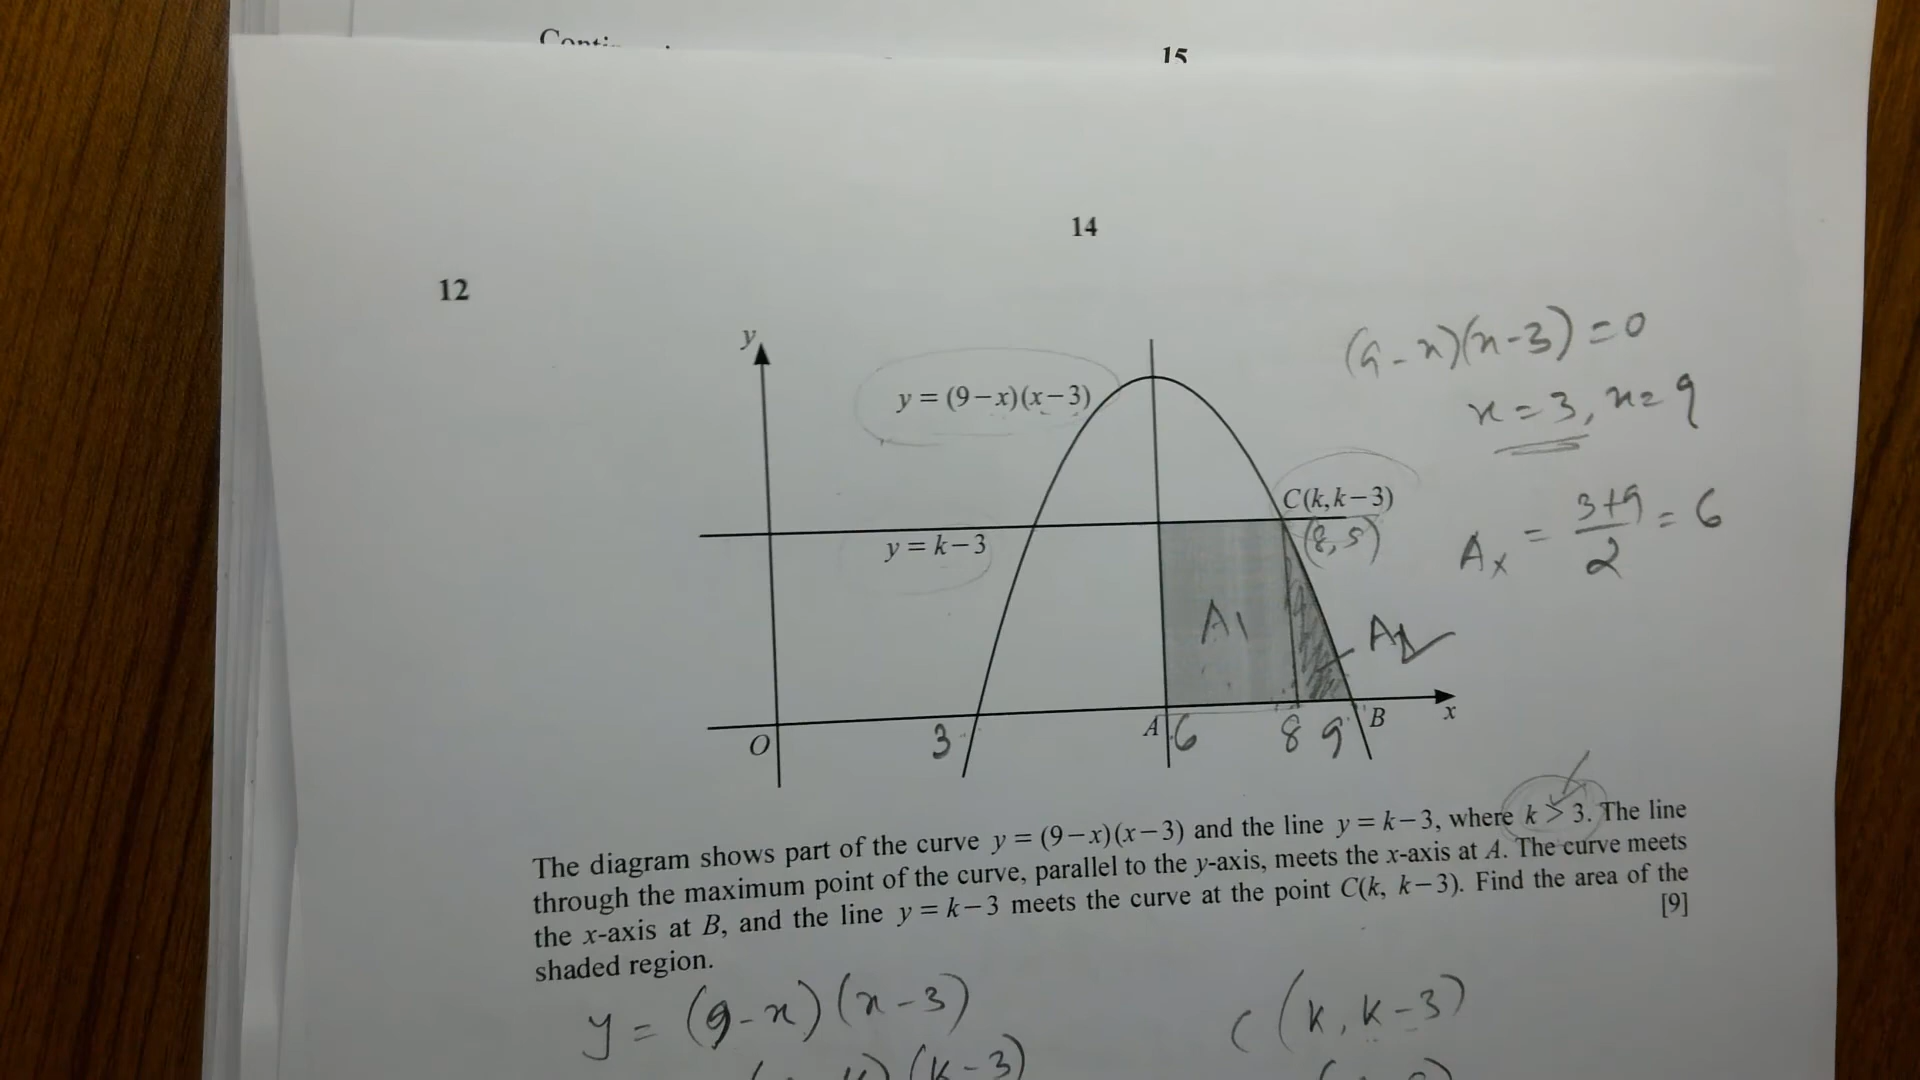 15
14
12
y
(9-x)(x-3) = 0
y = (9−x)(x−3)
x = 3, x = 9
C(k, k−3)
(8, 5)
Ax = 3+9/2 = 6
y = k−3
A1
O
3
A 6
8 9
B
x
The diagram shows part of the curve y = (9−x)(x−3) and the line y = k−3, where k > 3. The line
through the maximum point of the curve, parallel to the y-axis, meets the x-axis at A. The curve meets
the x-axis at B, and the line y = k−3 meets the curve at the point C(k, k−3). Find the area of the
shaded region. [9]
y = (9-x)(x-3)
C(k, k-3)
(k-3)